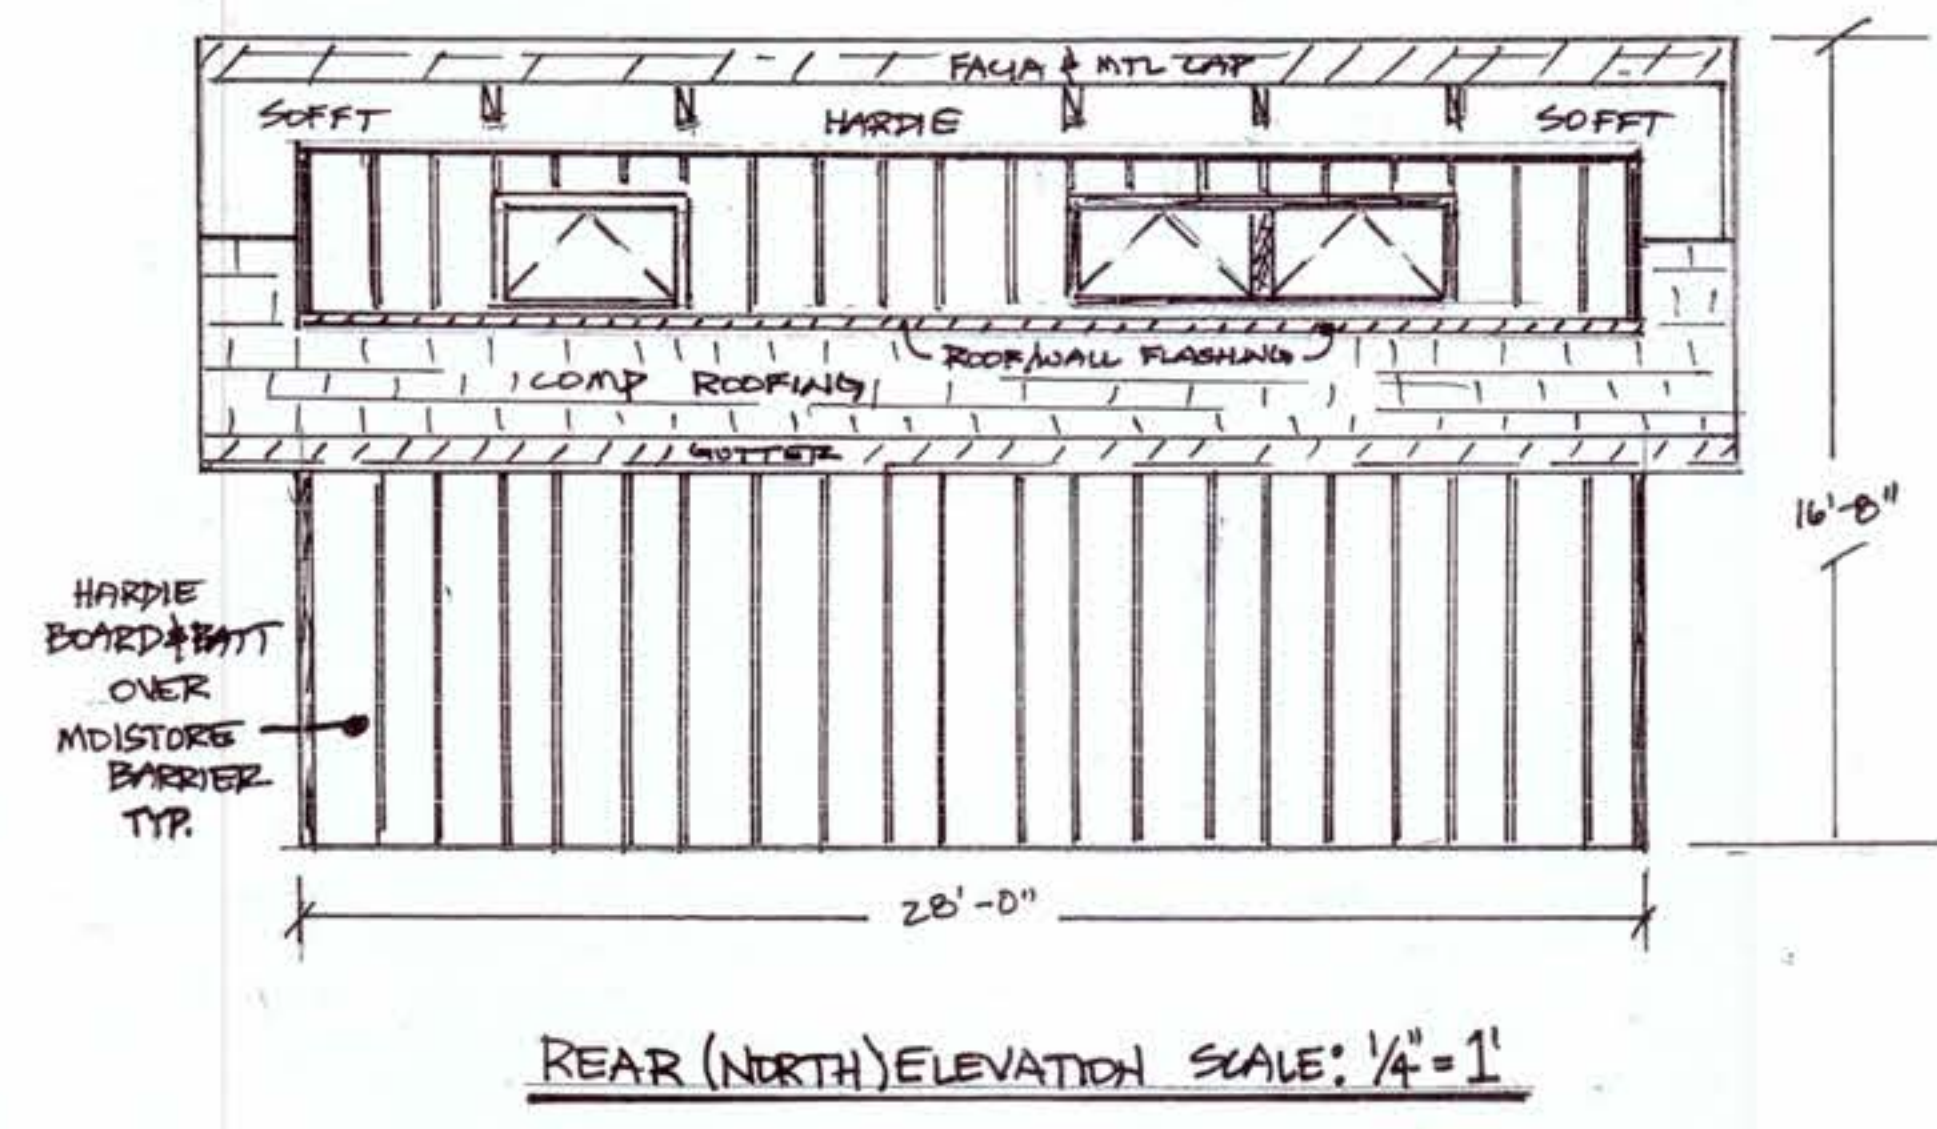 FACIA & MTL CAP
SOFFT
HARDIE
SOFFT
ROOF/WALL FLASHING
COMP ROOFING
GUTTER
16'-8"
HARDIE
BOARD & BATT
OVER
MOISTORE
BARRIER
TYP.
28'-0"
REAR (NORTH) ELEVATION SCALE: 1/4" = 1'